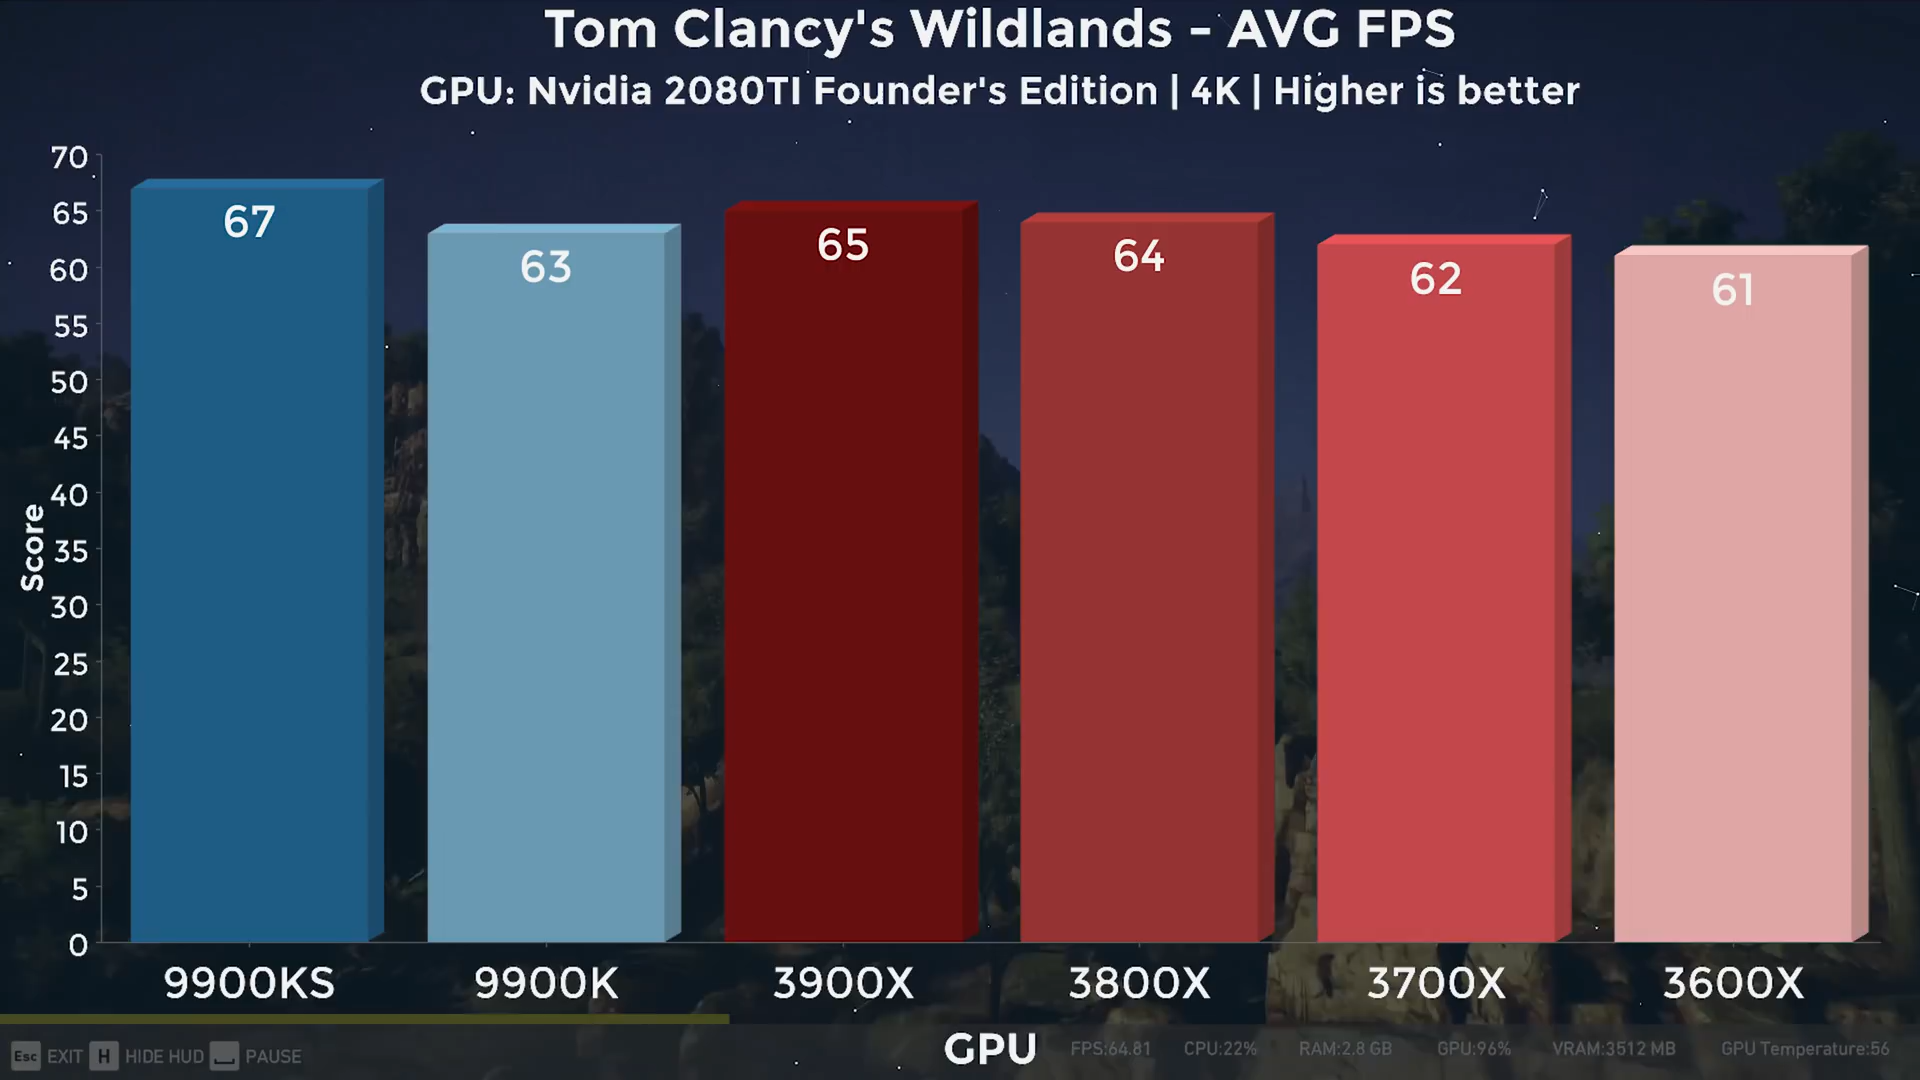 Tom Clancy's Wildlands - AVG FPS
GPU: Nvidia 2080TI Founder's Edition | 4K | Higher is better
70
65
60
55
50
45
40
35
30
25
20
15
10
5
0
Score
67
63
65
64
62
61
9900KS
9900K
3900X
3800X
3700X
3600X
GPU
Esc EXIT H HIDE HUD PAUSE
FPS:64.81 CPU:22% RAM:2.8 GB GPU:96% VRAM:3512 MB GPU Temperature:56